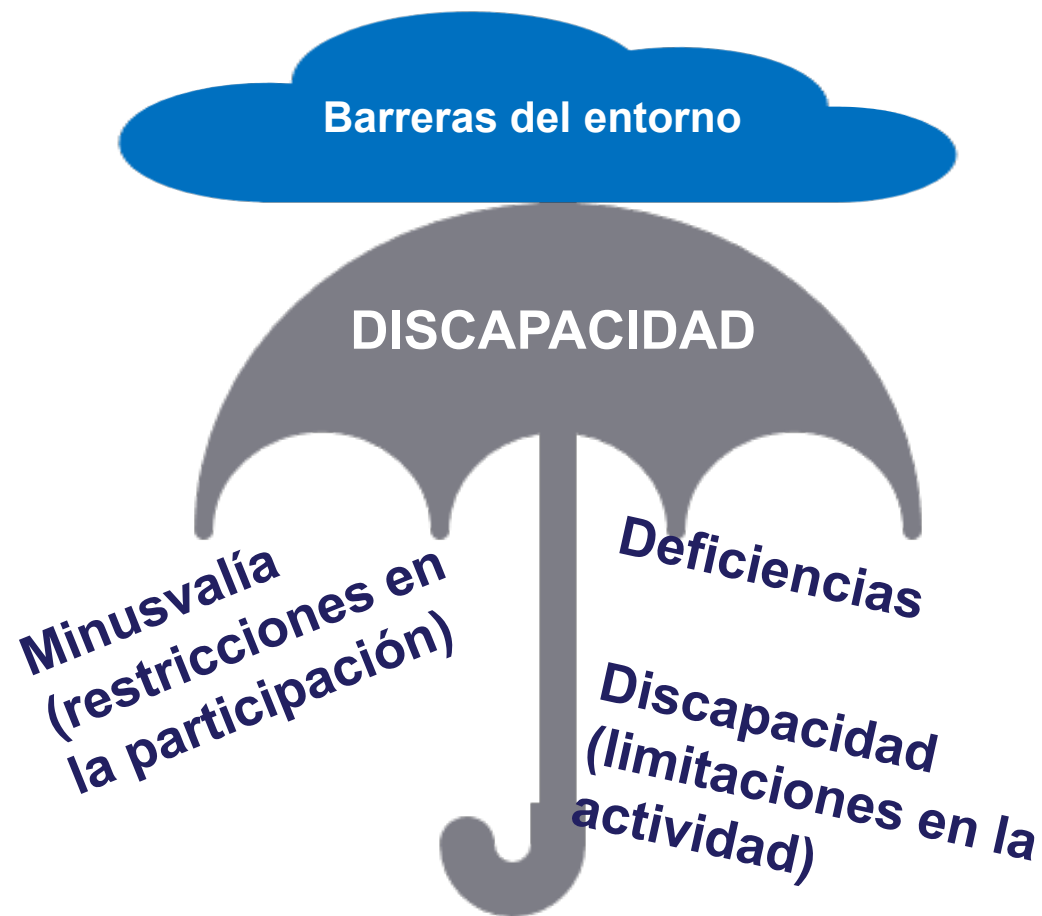 Barreras del entorno
DISCAPACIDAD
Minusvalía
(restricciones en
la participación)
Deficiencias
Discapacidad
(limitaciones en la
actividad)